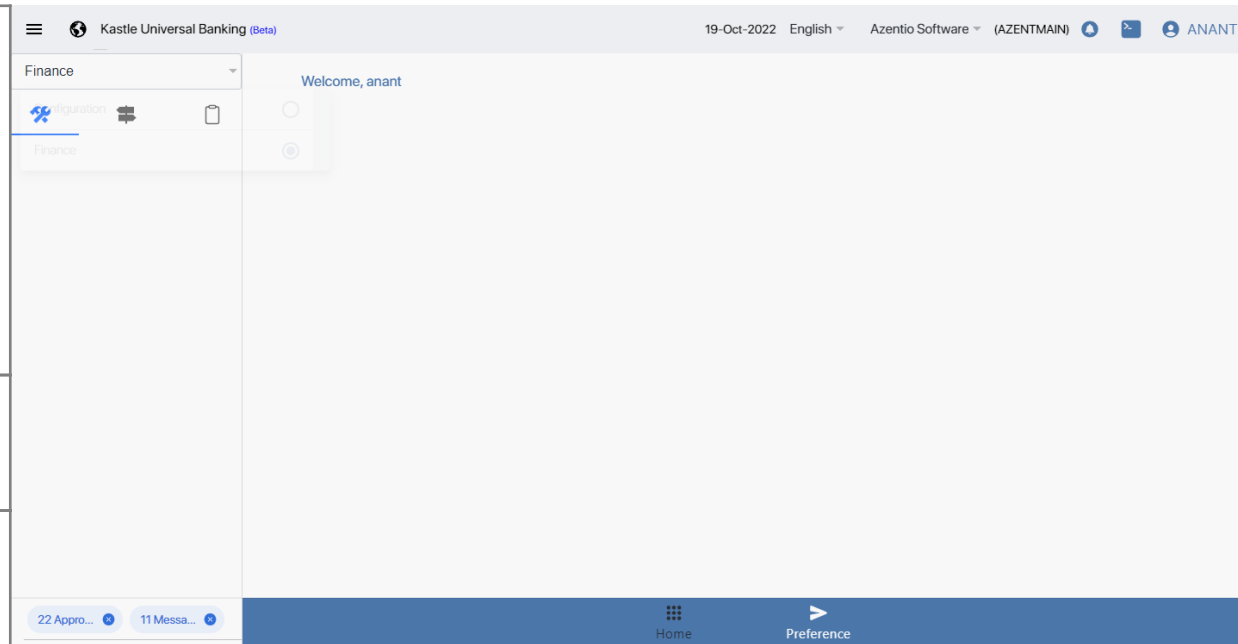 Kastle Universal Banking (Beta) 19-Oct-2022 English Azentio Software (AZENTMAIN) ANANT
Finance
Welcome, anant
figuration
Finance
22 Appro... 11 Messa...
Home Preference